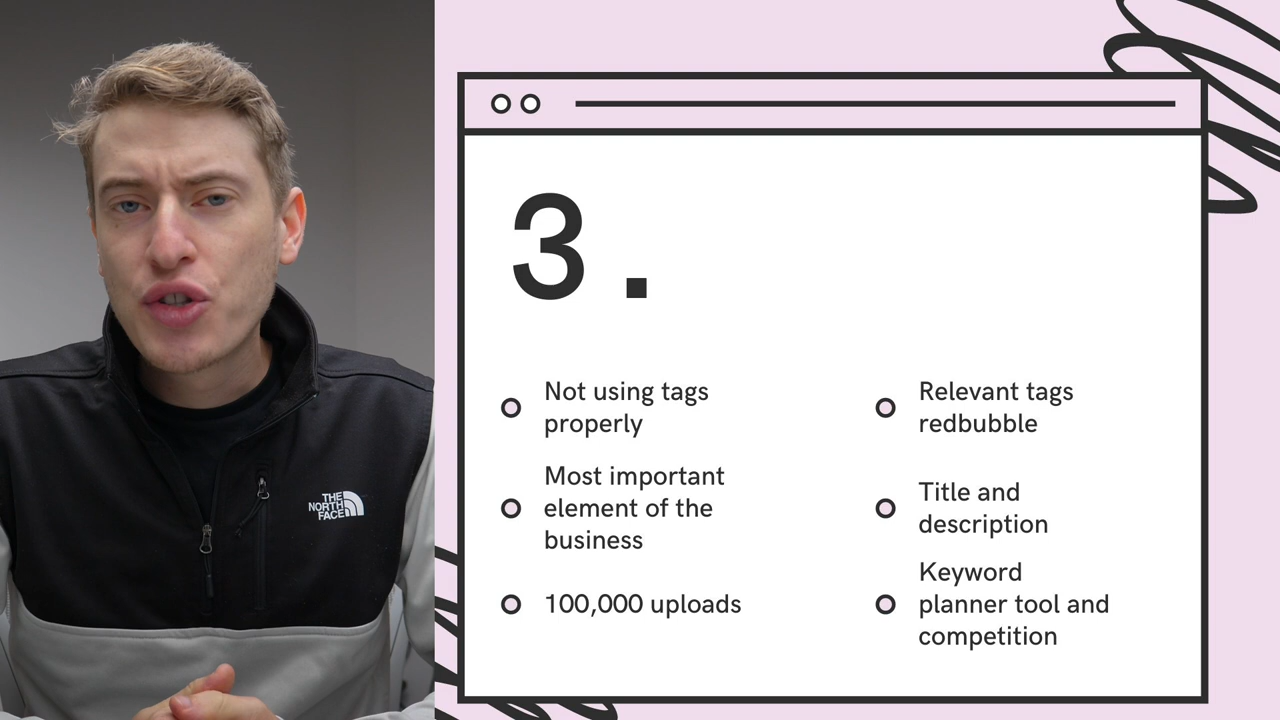 THE
NORTH
FACE
3.
Not using tags
properly
Most important
element of the
business
100,000 uploads
Relevant tags
redbubble
Title and
description
Keyword
planner tool and
competition